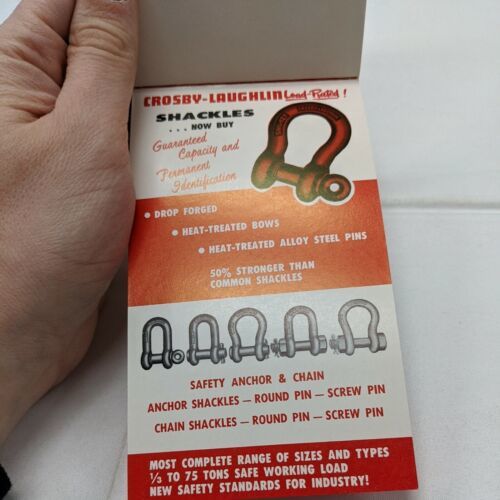 CROSBY-LAUGHLIN Load-Rated!
SHACKLES
... NOW BUY
Guaranteed
Capacity and
Permanent
Identification
• DROP FORGED
• HEAT-TREATED BOWS
• HEAT-TREATED ALLOY STEEL PINS
50% STRONGER THAN
COMMON SHACKLES
SAFETY ANCHOR & CHAIN
ANCHOR SHACKLES — ROUND PIN — SCREW PIN
CHAIN SHACKLES — ROUND PIN — SCREW PIN
MOST COMPLETE RANGE OF SIZES AND TYPES
⅓ TO 75 TONS SAFE WORKING LOAD
NEW SAFETY STANDARDS FOR INDUSTRY!